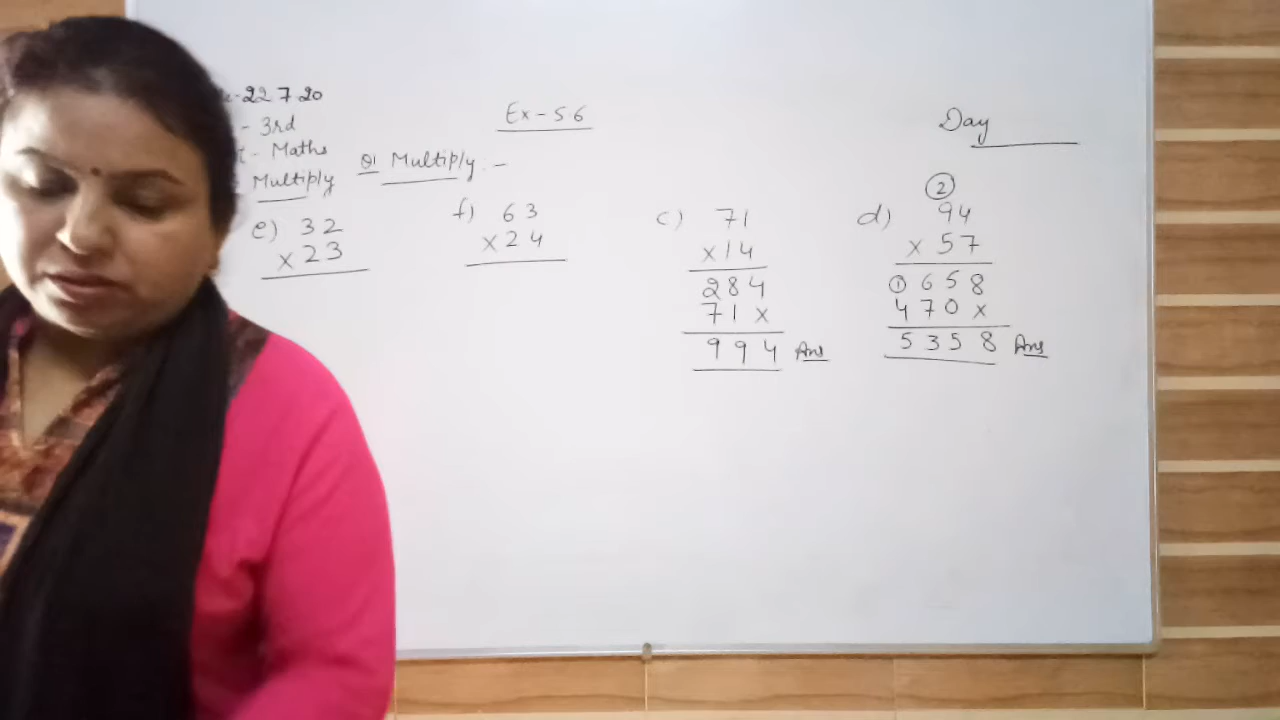 22 7 20
- 3rd
- Maths
Multiply
Ex - 56
Day
Q1 Multiply :-
e) 32
x 23
f) 63
x 24
c) 71
x 14
284
71 x
994 Ans
2
d) 94
x 57
1 658
470 x
5358 Ans